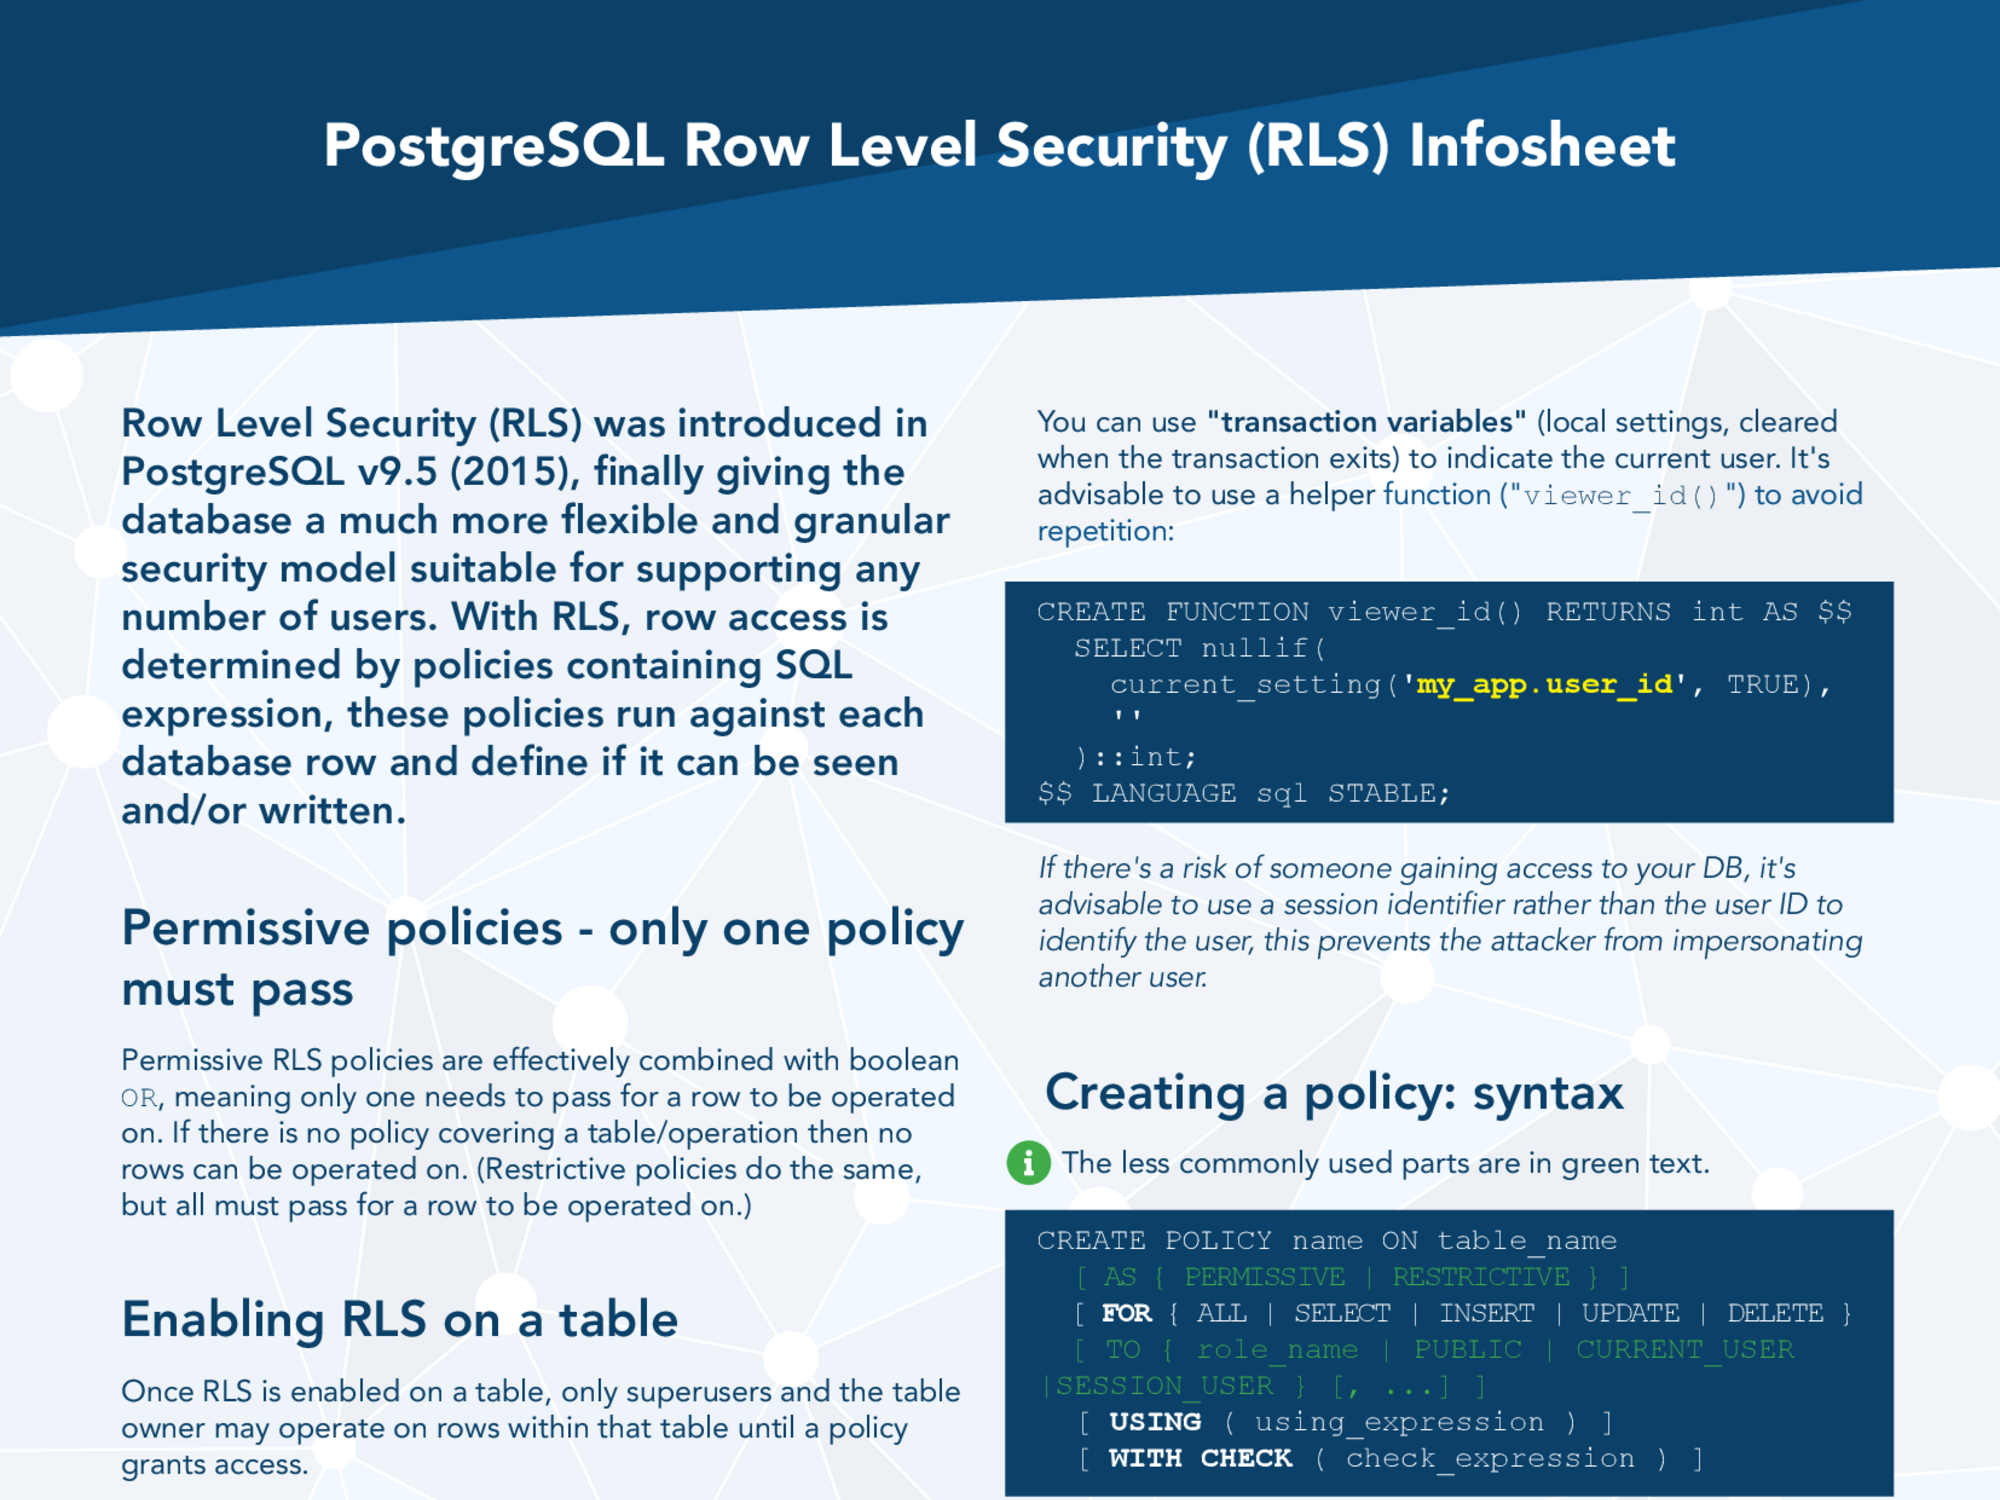 PostgreSQL Row Level Security (RLS) Infosheet
Row Level Security (RLS) was introduced in
PostgreSQL v9.5 (2015), finally giving the
database a much more flexible and granular
security model suitable for supporting any
number of users. With RLS, row access is
determined by policies containing SQL
expression, these policies run against each
database row and define if it can be seen
and/or written.
Permissive policies - only one policy
must pass
Permissive RLS policies are effectively combined with boolean
OR, meaning only one needs to pass for a row to be operated
on. If there is no policy covering a table/operation then no
rows can be operated on. (Restrictive policies do the same,
but all must pass for a row to be operated on.)
Enabling RLS on a table
Once RLS is enabled on a table, only superusers and the table
owner may operate on rows within that table until a policy
grants access.
You can use "transaction variables" (local settings, cleared
when the transaction exits) to indicate the current user. It's
advisable to use a helper function ("viewer_id()") to avoid
repetition:
CREATE FUNCTION viewer_id() RETURNS int AS $$
SELECT nullif(
current_setting('my_app.user_id', TRUE),
''
)::int;
$$ LANGUAGE sql STABLE;
If there's a risk of someone gaining access to your DB, it's
advisable to use a session identifier rather than the user ID to
identify the user, this prevents the attacker from impersonating
another user.
Creating a policy: syntax
i The less commonly used parts are in green text.
CREATE POLICY name ON table_name
[ AS { PERMISSIVE | RESTRICTIVE } ]
[ FOR { ALL | SELECT | INSERT | UPDATE | DELETE }
[ TO { role_name | PUBLIC | CURRENT_USER
|SESSION_USER } [, ...] ]
[ USING ( using_expression ) ]
[ WITH CHECK ( check_expression ) ]